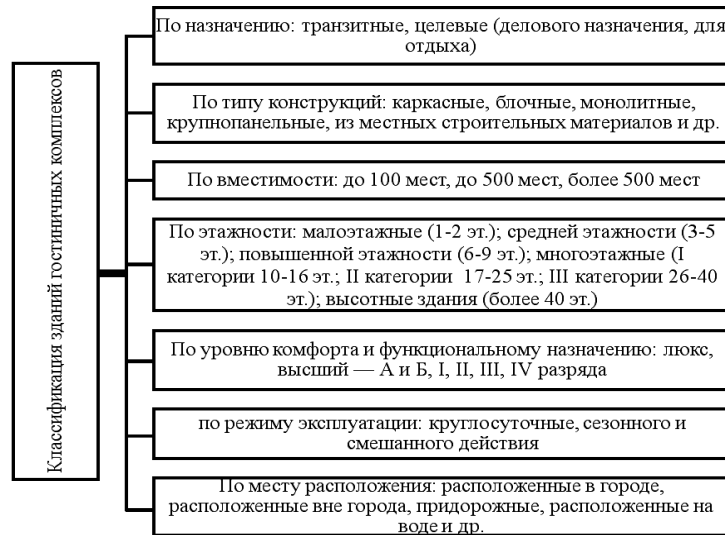 Классификация зданий гостиничных комплексов
По назначению: транзитные, целевые (делового назначения, для
отдыха)
По типу конструкций: каркасные, блочные, монолитные,
крупнопанельные, из местных строительных материалов и др.
По вместимости: до 100 мест, до 500 мест, более 500 мест
По этажности: малоэтажные (1-2 эт.); средней этажности (3-5
эт.); повышенной этажности (6-9 эт.); многоэтажные (I
категории 10-16 эт.; II категории 17-25 эт.; III категории 26-40
эт.); высотные здания (более 40 эт.)
По уровню комфорта и функциональному назначению: люкс,
высший — А и Б, I, II, III, IV разряда
по режиму эксплуатации: круглосуточные, сезонного и
смешанного действия
По месту расположения: расположенные в городе,
расположенные вне города, придорожные, расположенные на
воде и др.